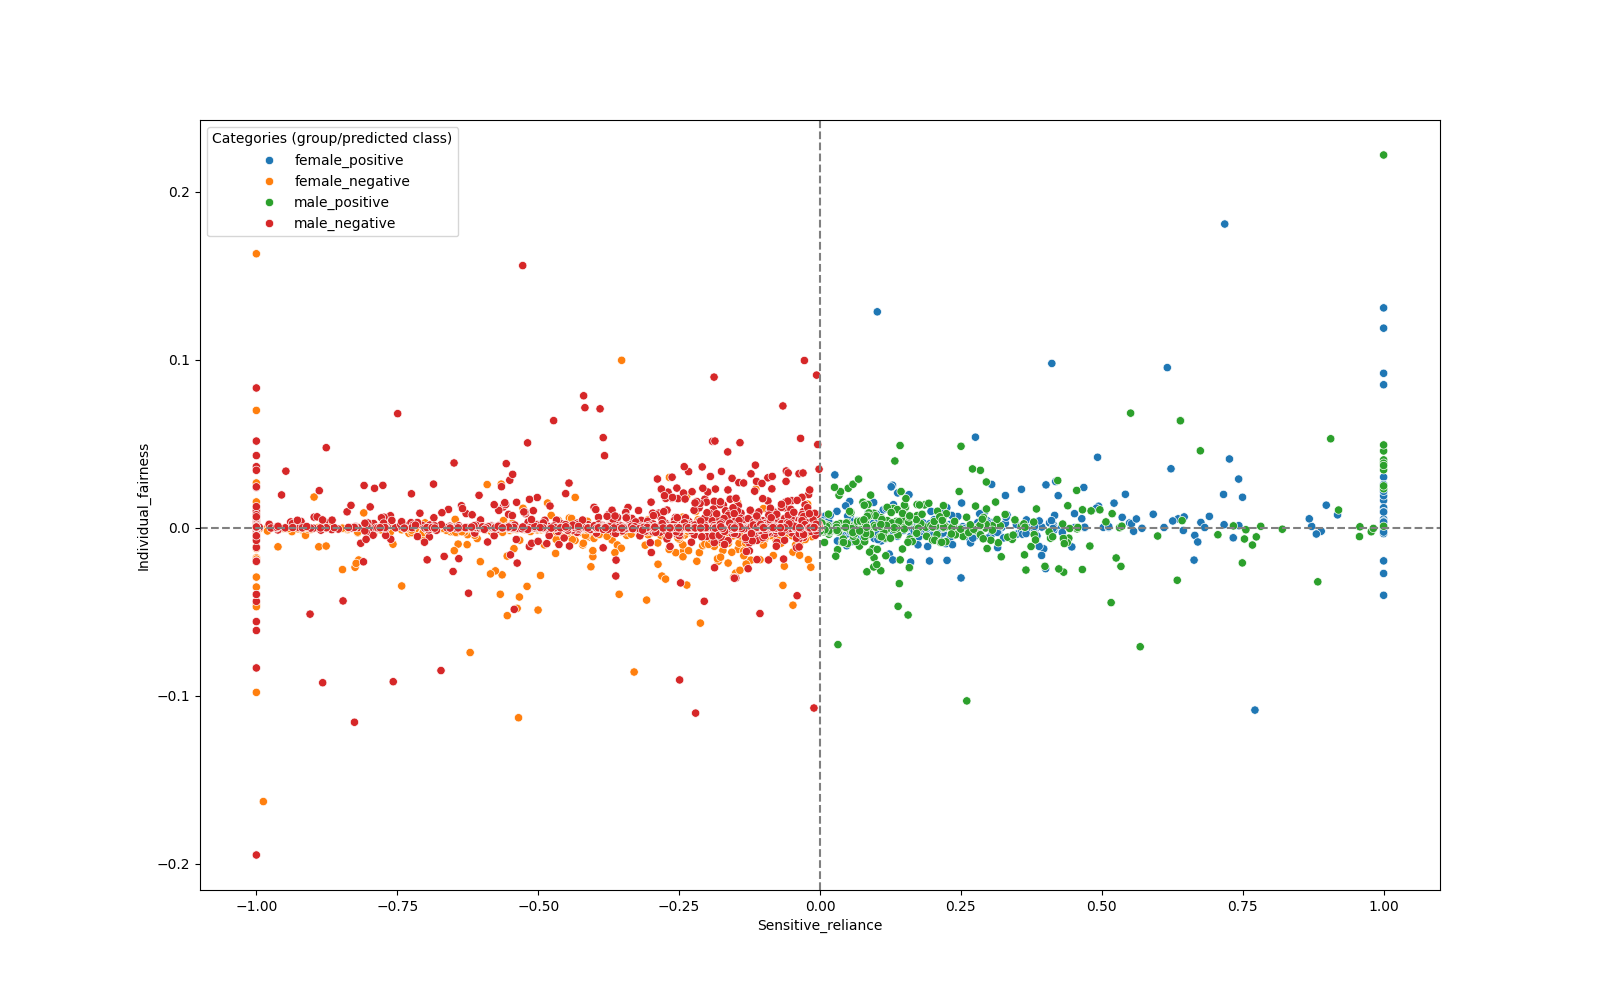 Categories (group/predicted class)
female_positive
female_negative
male_positive
male_negative
0.2
0.1
0.0
−0.1
−0.2
Individual_fairness
−1.00
−0.75
−0.50
−0.25
0.00
0.25
0.50
0.75
1.00
Sensitive_reliance